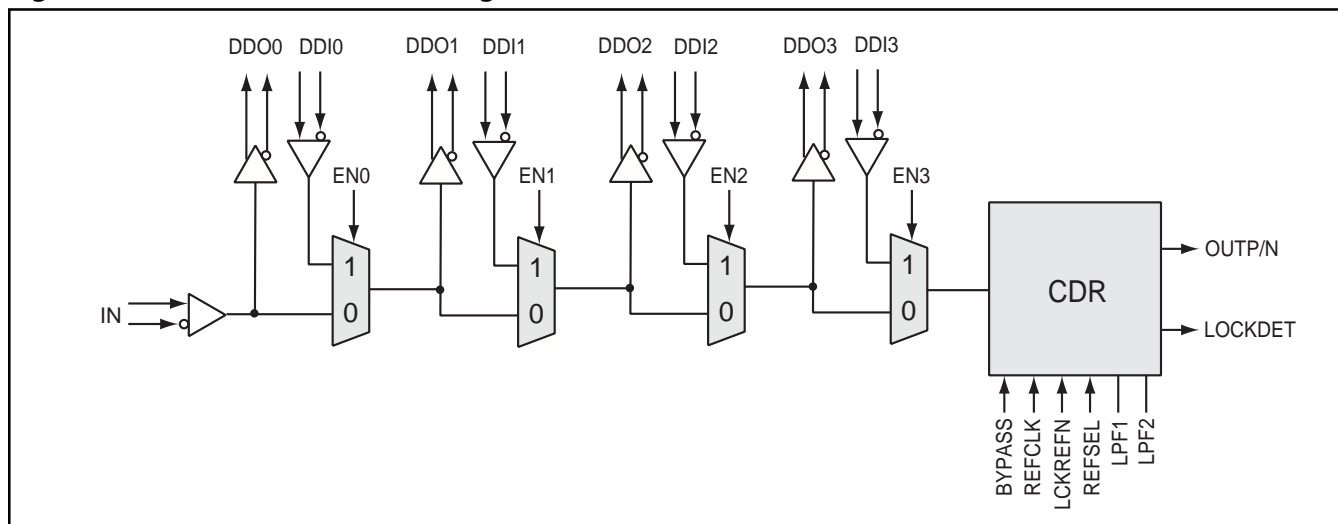 DDO0 DDI0 DDO1 DDI1 DDO2 DDI2 DDO3 DDI3
EN0 EN1 EN2 EN3
1 1 1 1
0 0 0 0
IN
CDR
OUTP/N
LOCKDET
BYPASS
REFCLK
LCKREFN
REFSEL
LPF1
LPF2